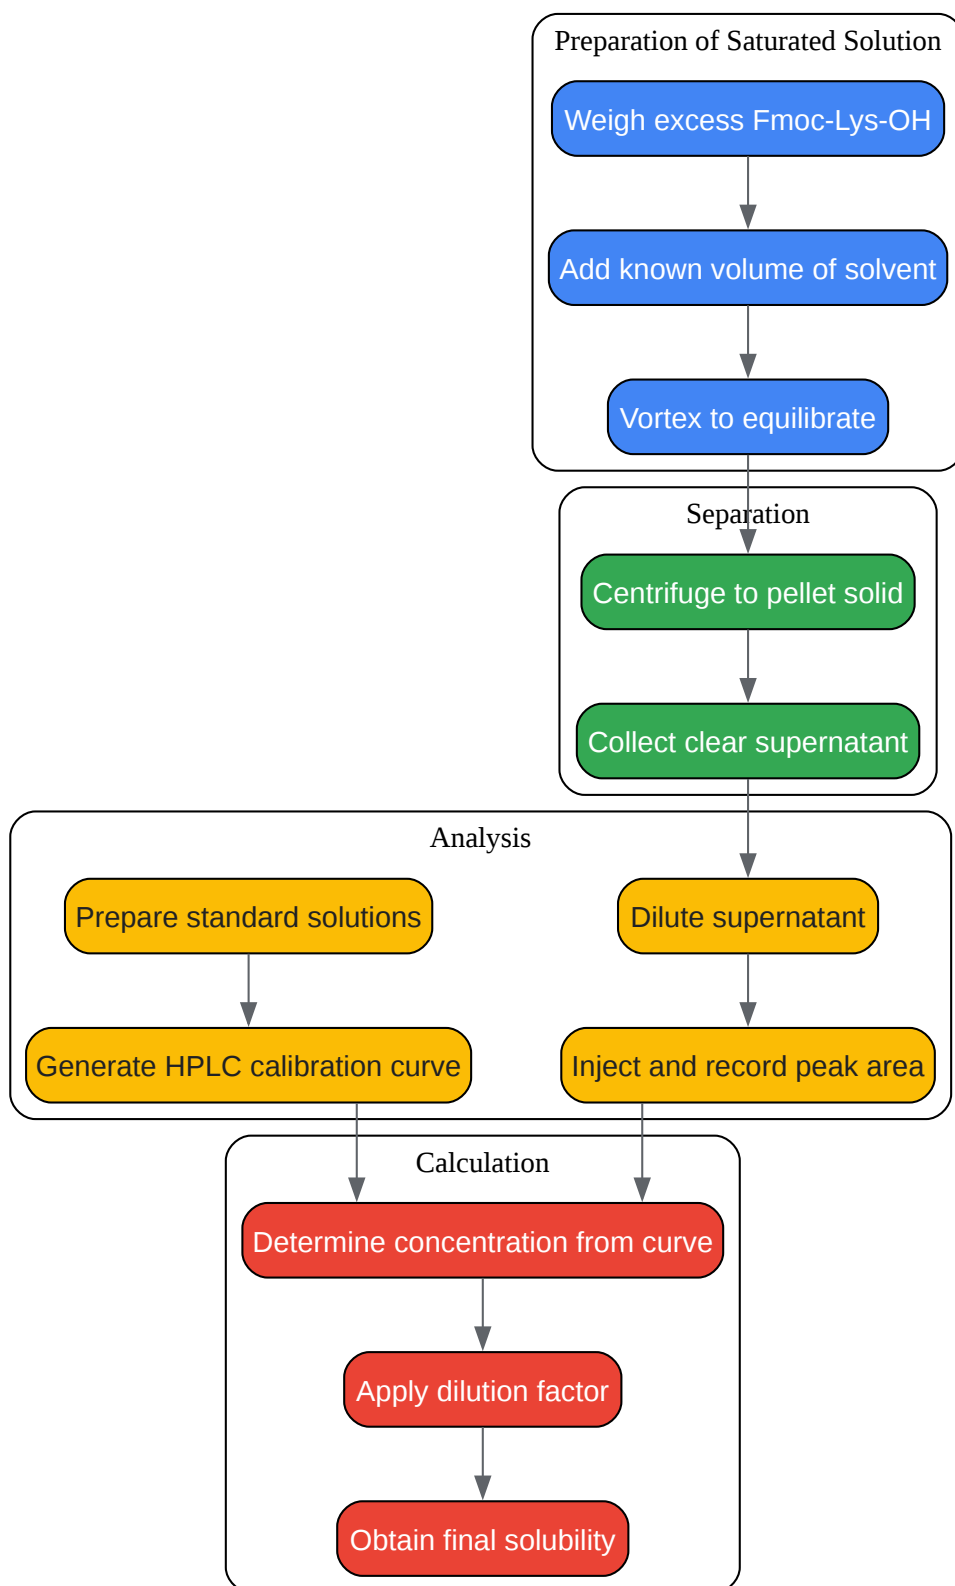 Preparation of Saturated Solution
Weigh excess Fmoc-Lys-OH
Add known volume of solvent
Vortex to equilibrate
Separation
Centrifuge to pellet solid
Collect clear supernatant
Analysis
Prepare standard solutions
Dilute supernatant
Generate HPLC calibration curve
Inject and record peak area
Calculation
Determine concentration from curve
Apply dilution factor
Obtain final solubility